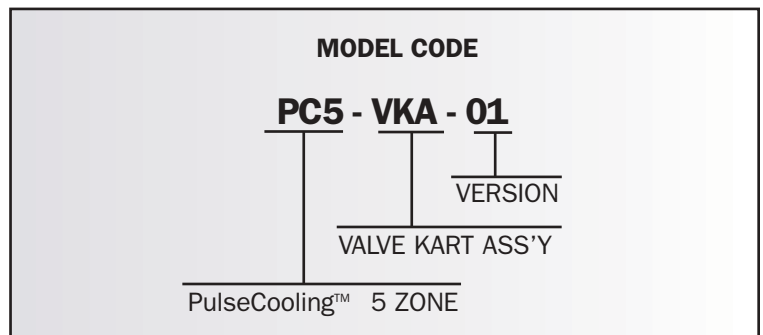 MODEL CODE
PC5 - VKA - 01
VERSION
VALVE KART ASS’Y
PulseCooling™ 5 ZONE